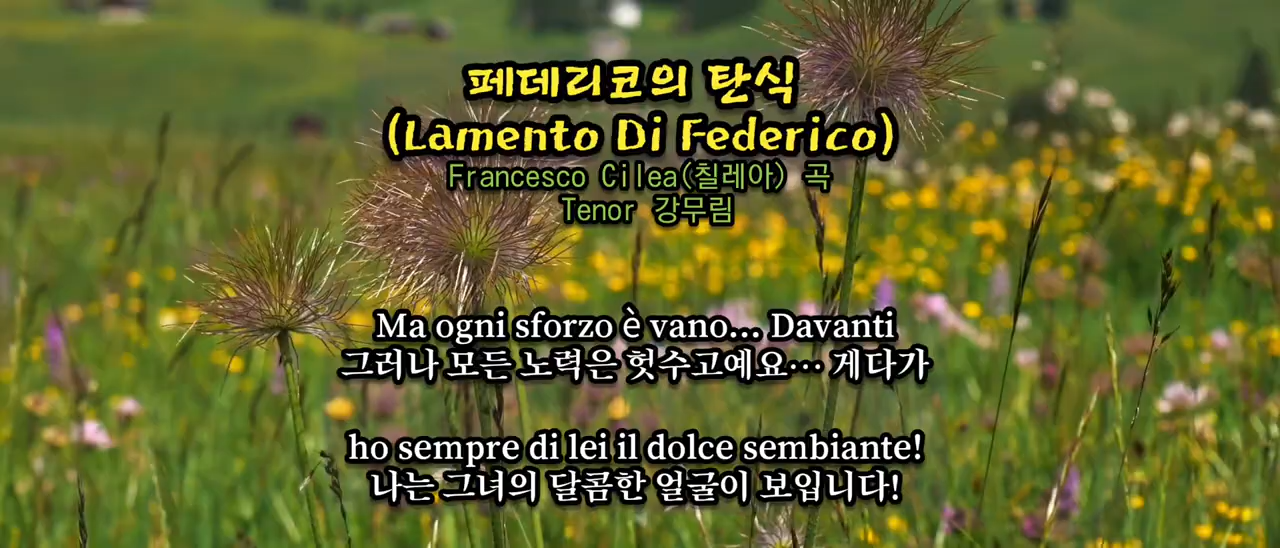 페데리코의 탄식
(Lamento Di Federico)
Francesco Cilea(칠레아) 곡
Tenor 강무림
Ma ogni sforzo è vano... Davanti
그러나 모든 노력은 헛수고예요… 게다가
ho sempre di lei il dolce sembiante!
나는 그녀의 달콤한 얼굴이 보입니다!